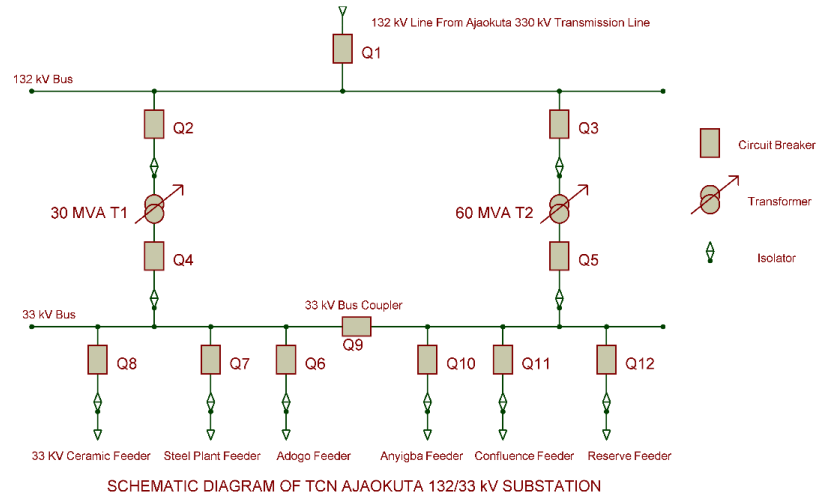 132 kV Line From Ajaokuta 330 kV Transmission Line
Q1
132 kV Bus
Q2
Q3
Circuit Breaker
30 MVA T1
60 MVA T2
Transformer
Q4
Q5
Isolator
33 kV Bus Coupler
33 kV Bus
Q9
Q8
Q7
Q6
Q10
Q11
Q12
33 KV Ceramic Feeder
Steel Plant Feeder
Adogo Feeder
Anyigba Feeder
Confluence Feeder
Reserve Feeder
SCHEMATIC DIAGRAM OF TCN AJAOKUTA 132/33 kV SUBSTATION